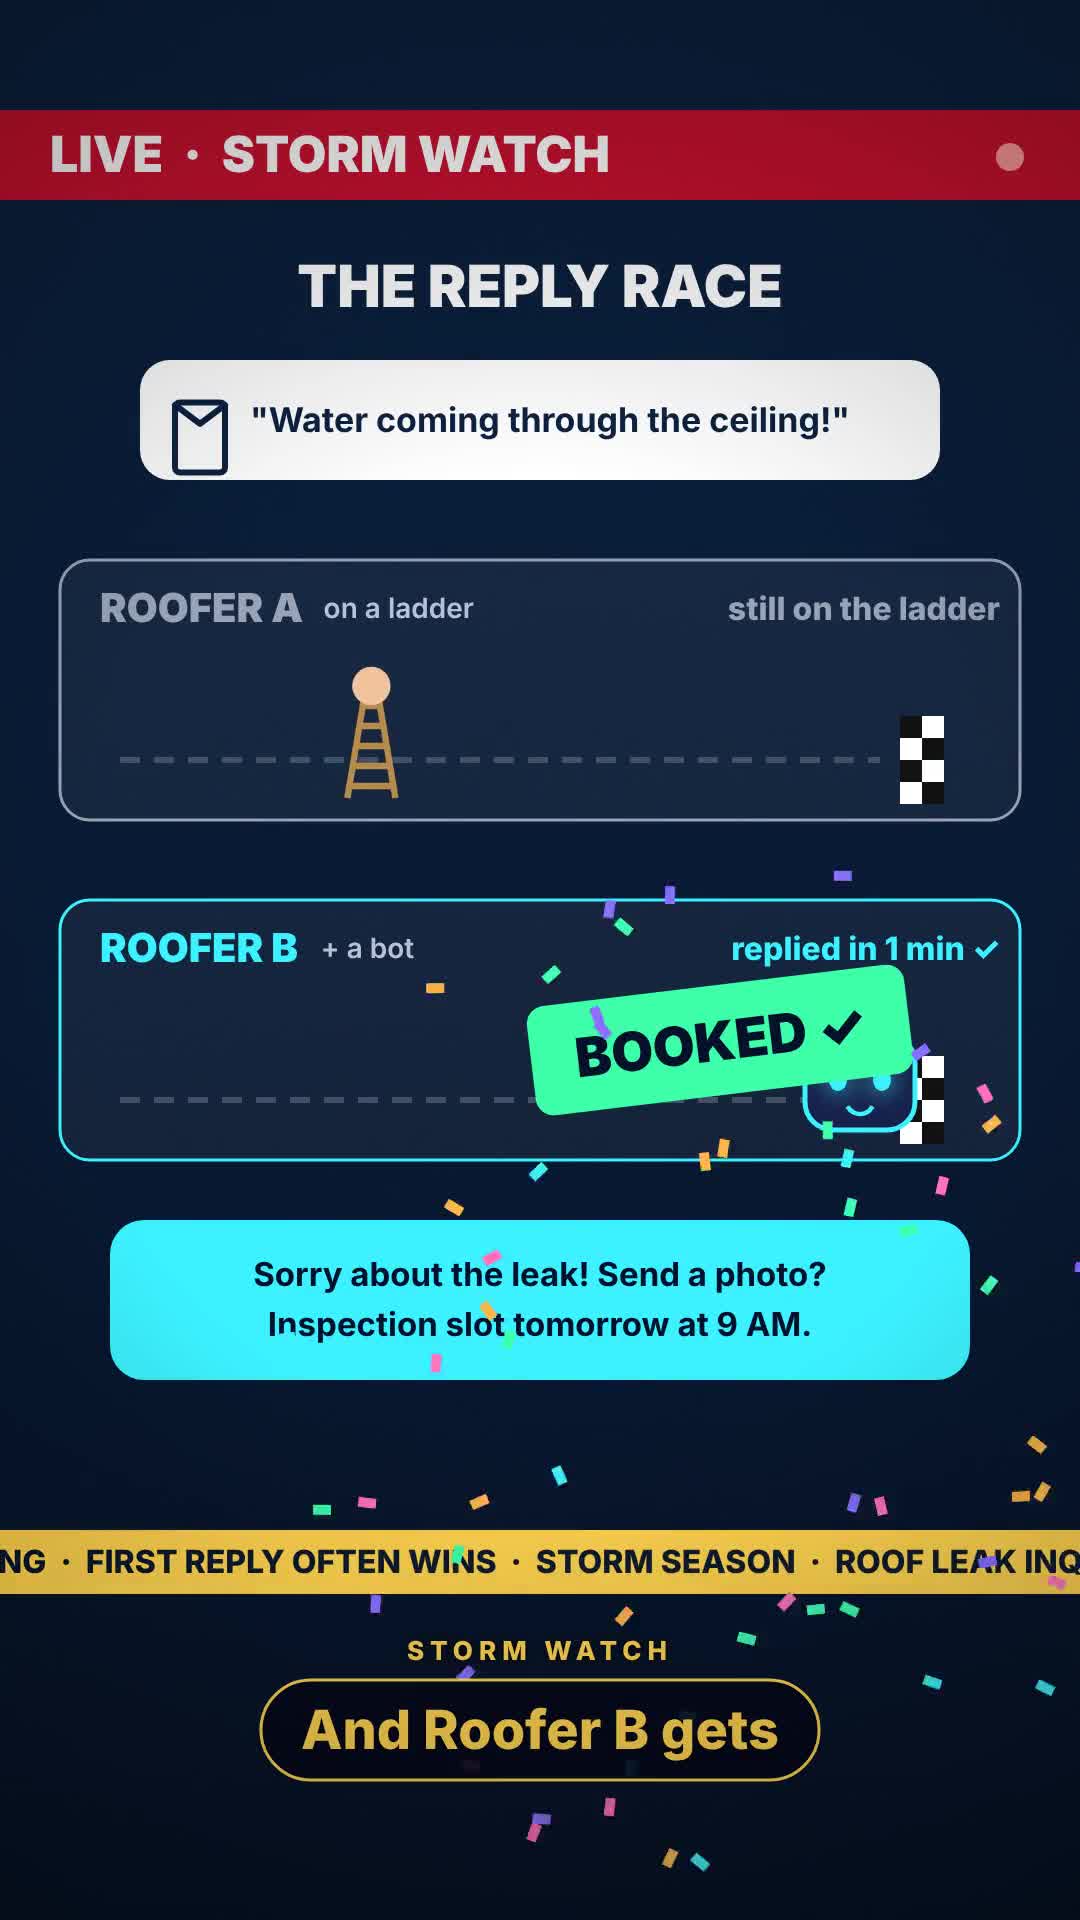 LIVE · STORM WATCH
THE REPLY RACE
"Water coming through the ceiling!"
ROOFER A on a ladder still on the ladder
ROOFER B + a bot replied in 1 min ✓
BOOKED ✓
Sorry about the leak! Send a photo?
Inspection slot tomorrow at 9 AM.
NG · FIRST REPLY OFTEN WINS · STORM SEASON · ROOF LEAK INQ
STORM WATCH
And Roofer B gets